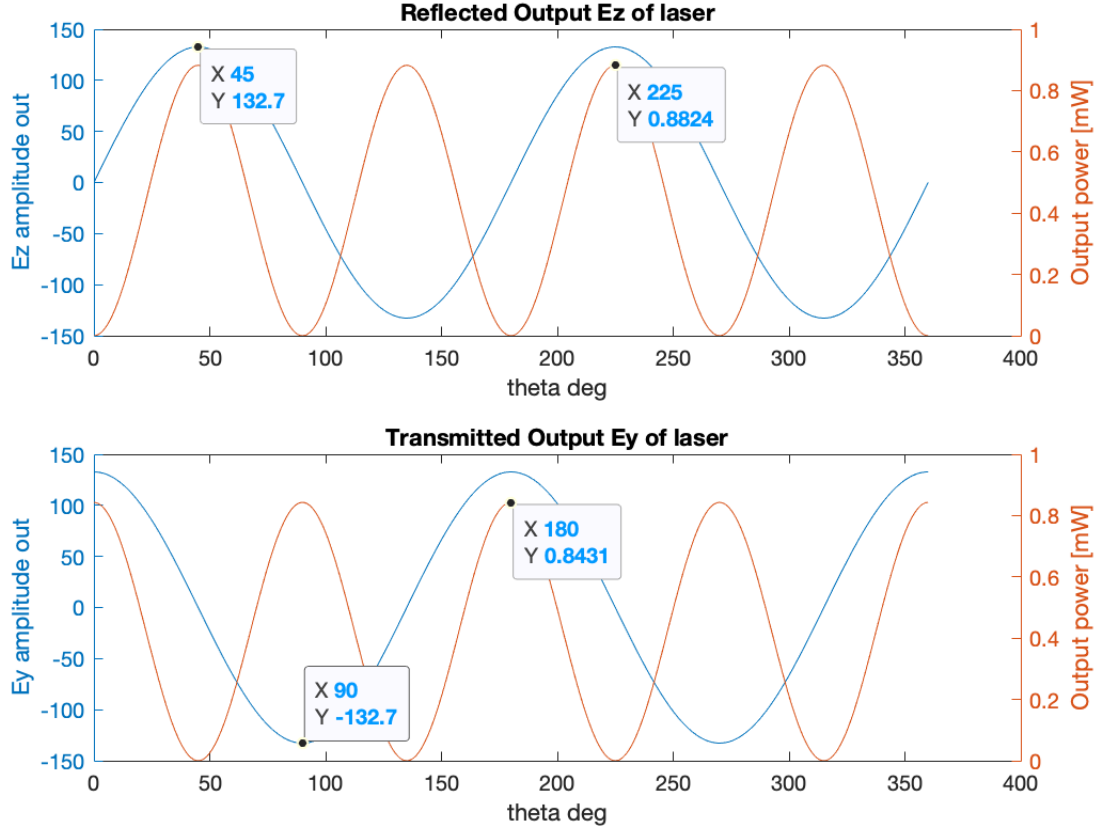 Reflected Output Ez of laser
150
100
50
0
-50
-100
-150
Ez amplitude out
X 45
Y 132.7
X 225
Y 0.8824
1
0.8
0.6
0.4
0.2
0
Output power [mW]
0
50
100
150
200
250
300
350
400
theta deg
Transmitted Output Ey of laser
150
100
50
0
-50
-100
-150
Ey amplitude out
X 180
Y 0.8431
X 90
Y -132.7
1
0.8
0.6
0.4
0.2
0
Output power [mW]
0
50
100
150
200
250
300
350
400
theta deg